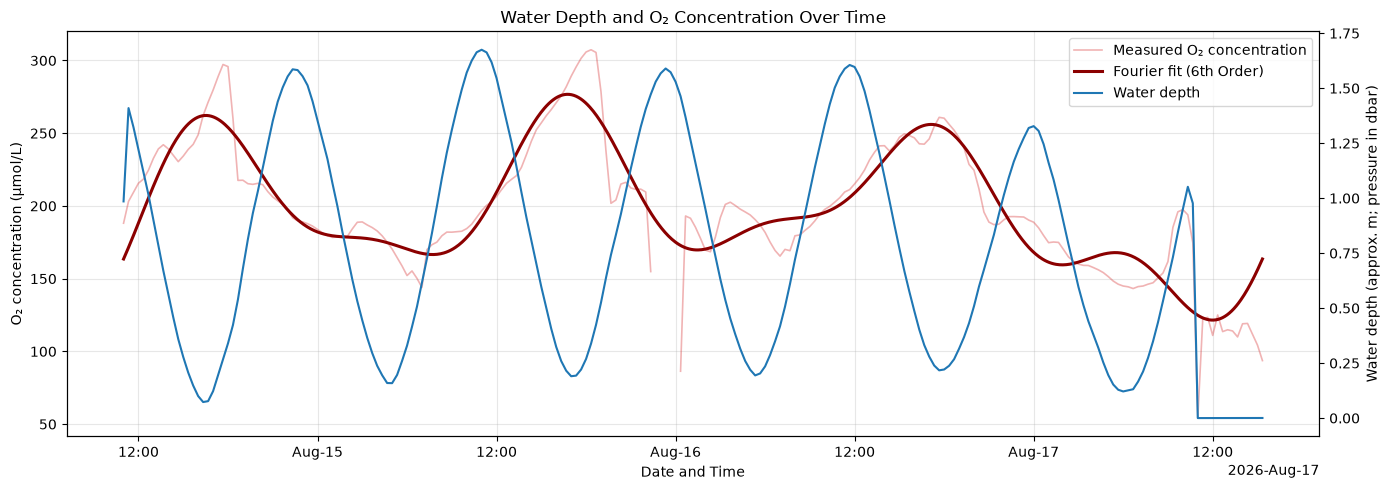 Water Depth and O₂ Concentration Over Time
O₂ concentration (µmol/L)
300
250
200
150
100
50
Measured O₂ concentration
Fourier fit (6th Order)
Water depth
1.75
1.50
1.25
1.00
0.75
0.50
0.25
0.00
Water depth (approx. m; pressure in dbar)
12:00 Aug-15 12:00 Aug-16 12:00 Aug-17 12:00
2026-Aug-17
Date and Time